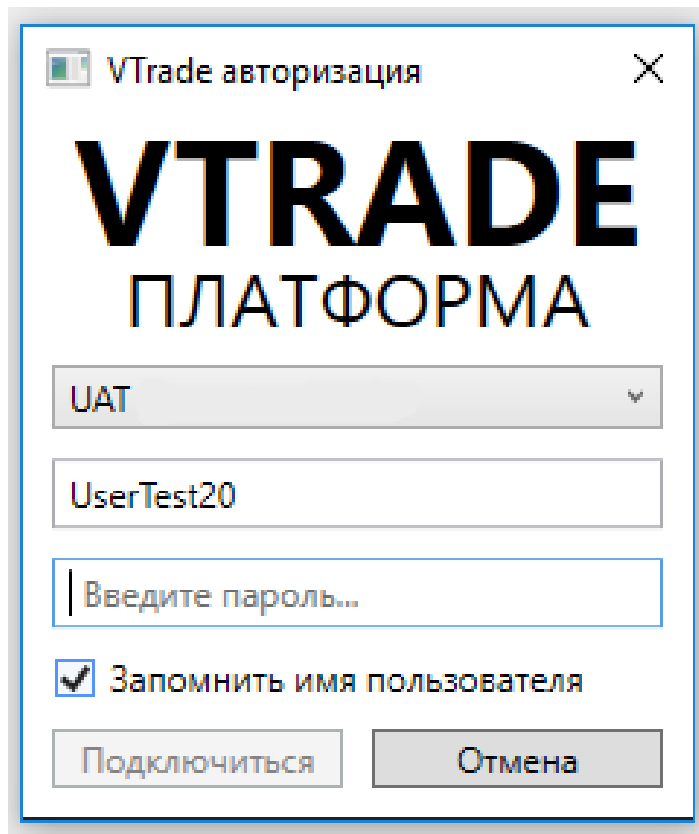 VTrade авторизация
VTRADE
ПЛАТФОРМА
UAT
UserTest20
Введите пароль...
Запомнить имя пользователя
Подключиться Отмена